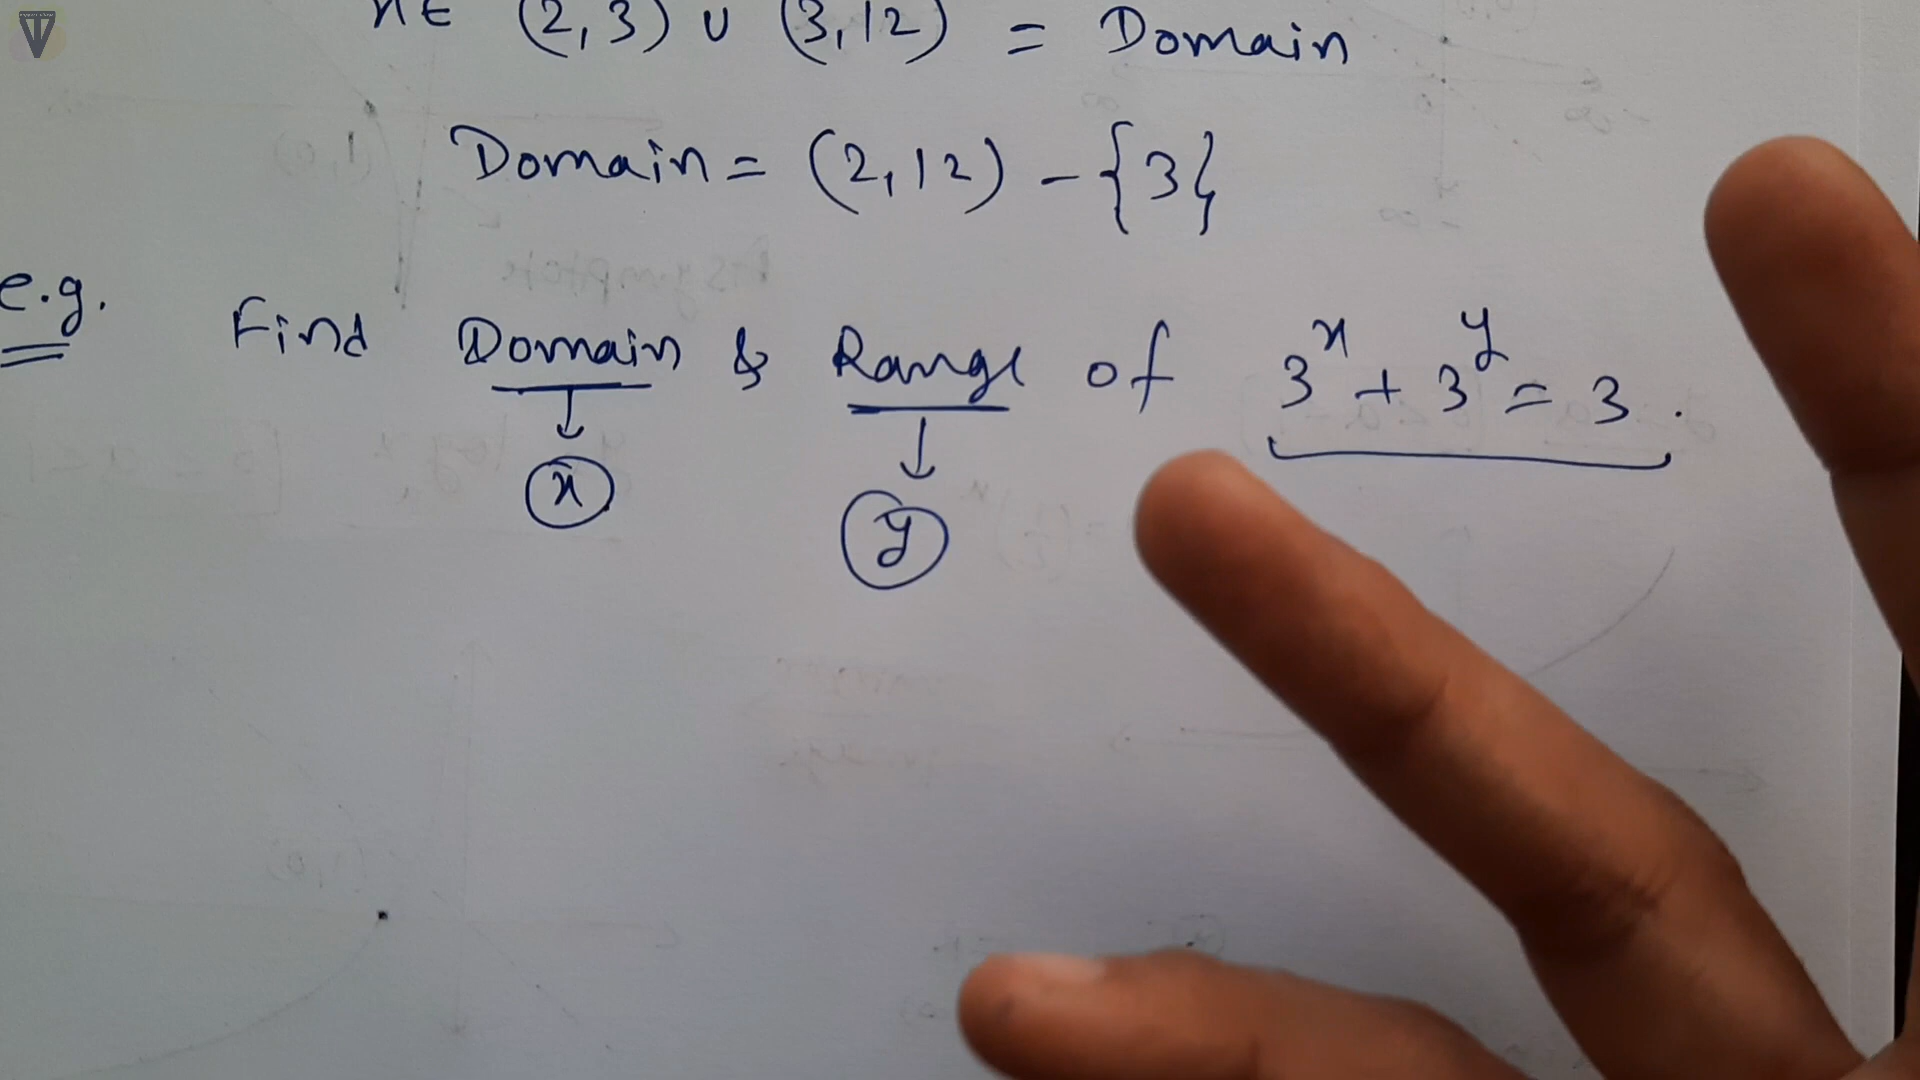 x ∈ (2, 3) ∪ (3, 12) = Domain
Domain = (2, 12) - {3}
e.g. Find Domain & Range of 3^x + 3^y = 3.
x
y